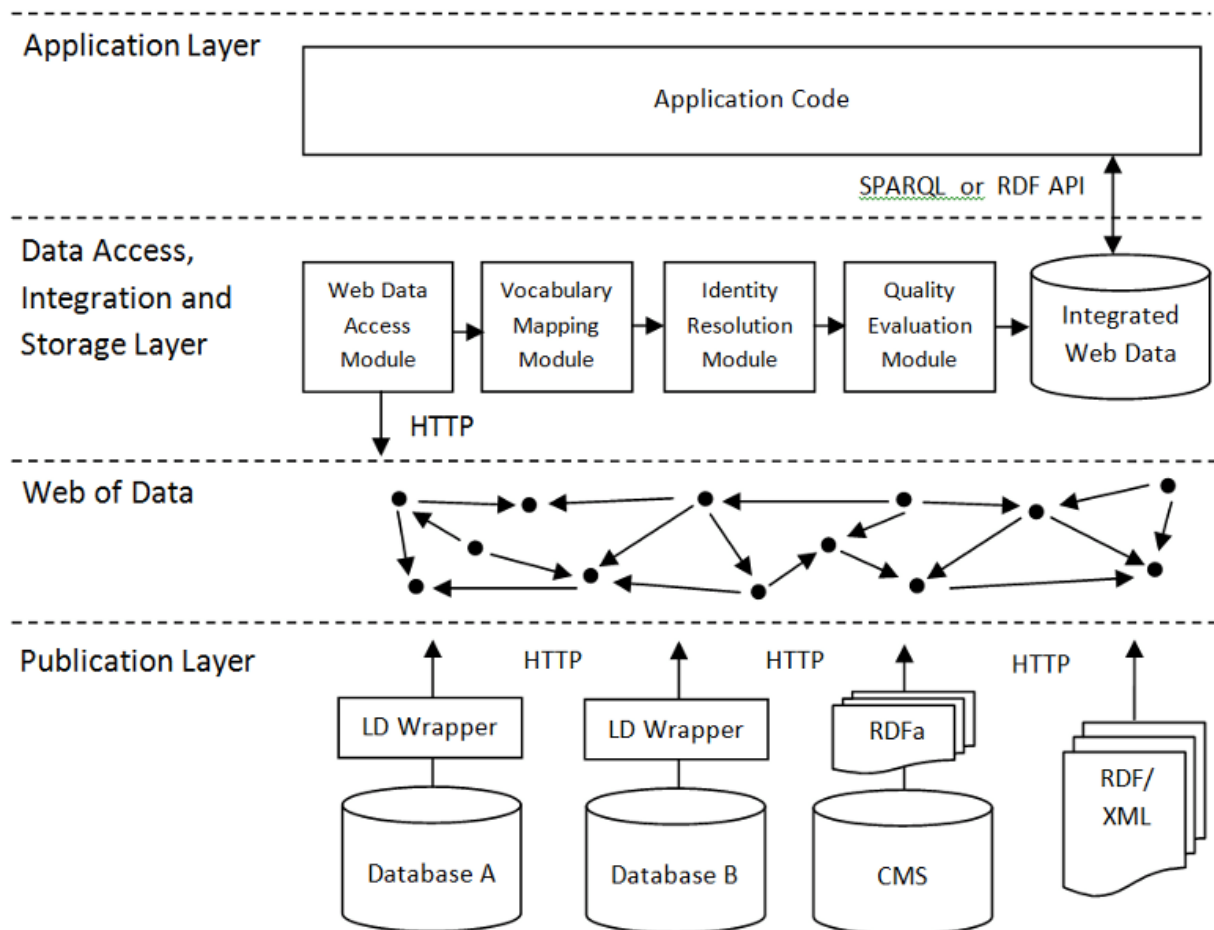 Application Layer
Application Code
SPARQL or RDF API
Data Access,
Integration and
Storage Layer
Web Data
Access
Module
Vocabulary
Mapping
Module
Identity
Resolution
Module
Quality
Evaluation
Module
Integrated
Web Data
HTTP
Web of Data
Publication Layer
HTTP
HTTP
HTTP
LD Wrapper
LD Wrapper
RDFa
RDF/
XML
Database A
Database B
CMS